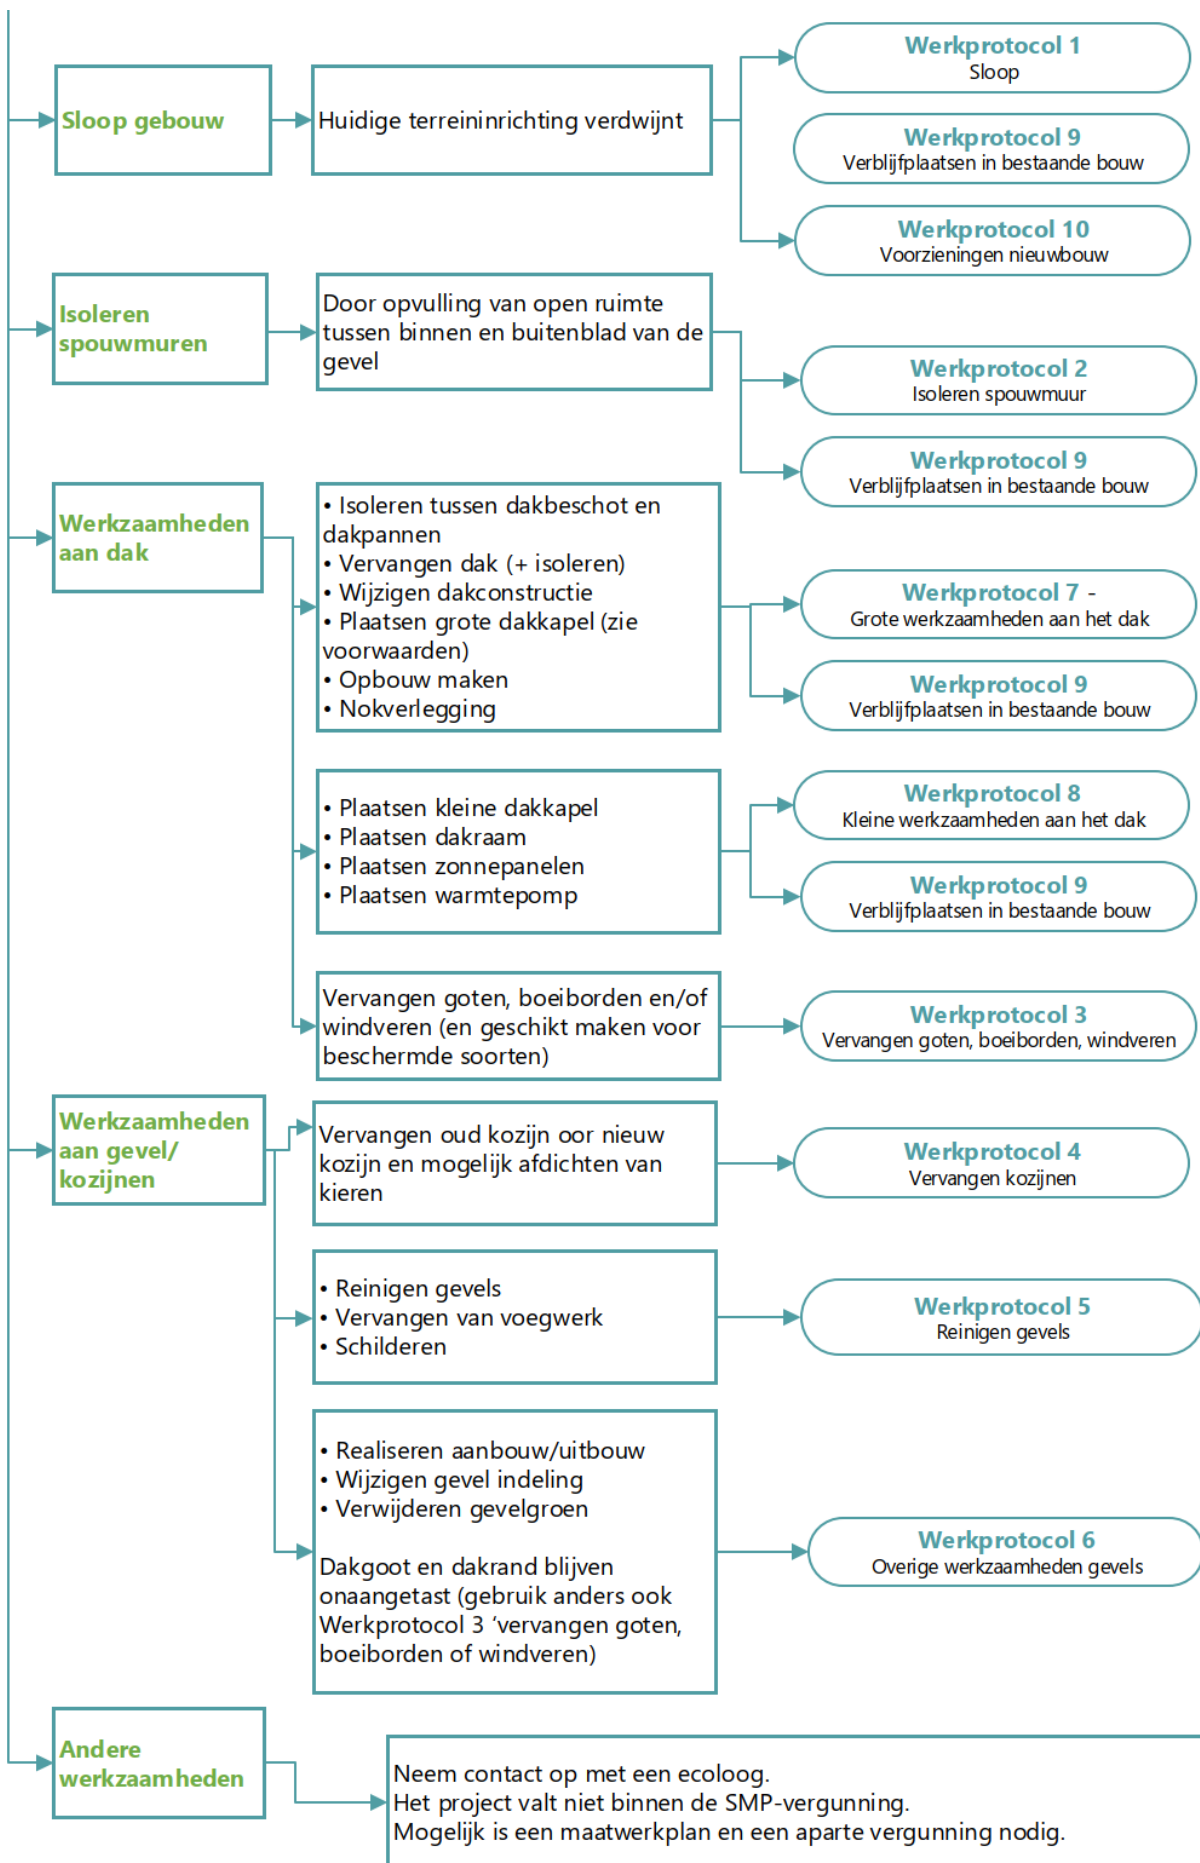 Sloop gebouw
Huidige terreininrichting verdwijnt
Werkprotocol 1
Sloop
Werkprotocol 9
Verblijfplaatsen in bestaande bouw
Werkprotocol 10
Voorzieningen nieuwbouw
Isoleren
spouwmuren
Door opvulling van open ruimte
tussen binnen en buitenblad van de
gevel
Werkprotocol 2
Isoleren spouwmuur
Werkprotocol 9
Verblijfplaatsen in bestaande bouw
Werkzaamheden
aan dak
• Isoleren tussen dakbeschot en
dakpannen
• Vervangen dak (+ isoleren)
• Wijzigen dakconstructie
• Plaatsen grote dakkapel (zie
voorwaarden)
• Opbouw maken
• Nokverlegging
Werkprotocol 7 -
Grote werkzaamheden aan het dak
Werkprotocol 9
Verblijfplaatsen in bestaande bouw
• Plaatsen kleine dakkapel
• Plaatsen dakraam
• Plaatsen zonnepanelen
• Plaatsen warmtepomp
Werkprotocol 8
Kleine werkzaamheden aan het dak
Werkprotocol 9
Verblijfplaatsen in bestaande bouw
Vervangen goten, boeiborden en/of
windveren (en geschikt maken voor
beschermde soorten)
Werkprotocol 3
Vervangen goten, boeiborden, windveren
Werkzaamheden
aan gevel/
kozijnen
Vervangen oud kozijn oor nieuw
kozijn en mogelijk afdichten van
kieren
Werkprotocol 4
Vervangen kozijnen
• Reinigen gevels
• Vervangen van voegwerk
• Schilderen
Werkprotocol 5
Reinigen gevels
• Realiseren aanbouw/uitbouw
• Wijzigen gevel indeling
• Verwijderen gevelgroen
Dakgoot en dakrand blijven
onaangetast (gebruik anders ook
Werkprotocol 3 ‘vervangen goten,
boeiborden of windveren)
Werkprotocol 6
Overige werkzaamheden gevels
Andere
werkzaamheden
Neem contact op met een ecoloog.
Het project valt niet binnen de SMP-vergunning.
Mogelijk is een maatwerkplan en een aparte vergunning nodig.